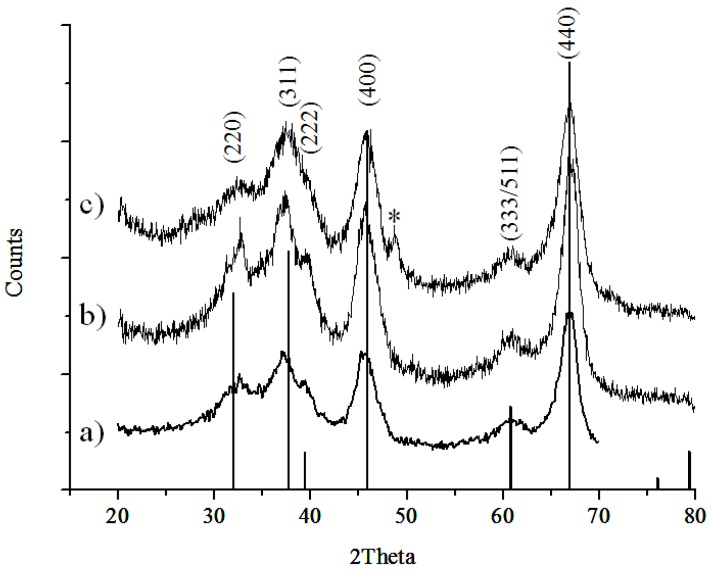 (440)
(311)
(400)
(222)
(220)
c)
*
(333/511)
b)
a)
Counts
20 30 40 50 60 70 80
2Theta